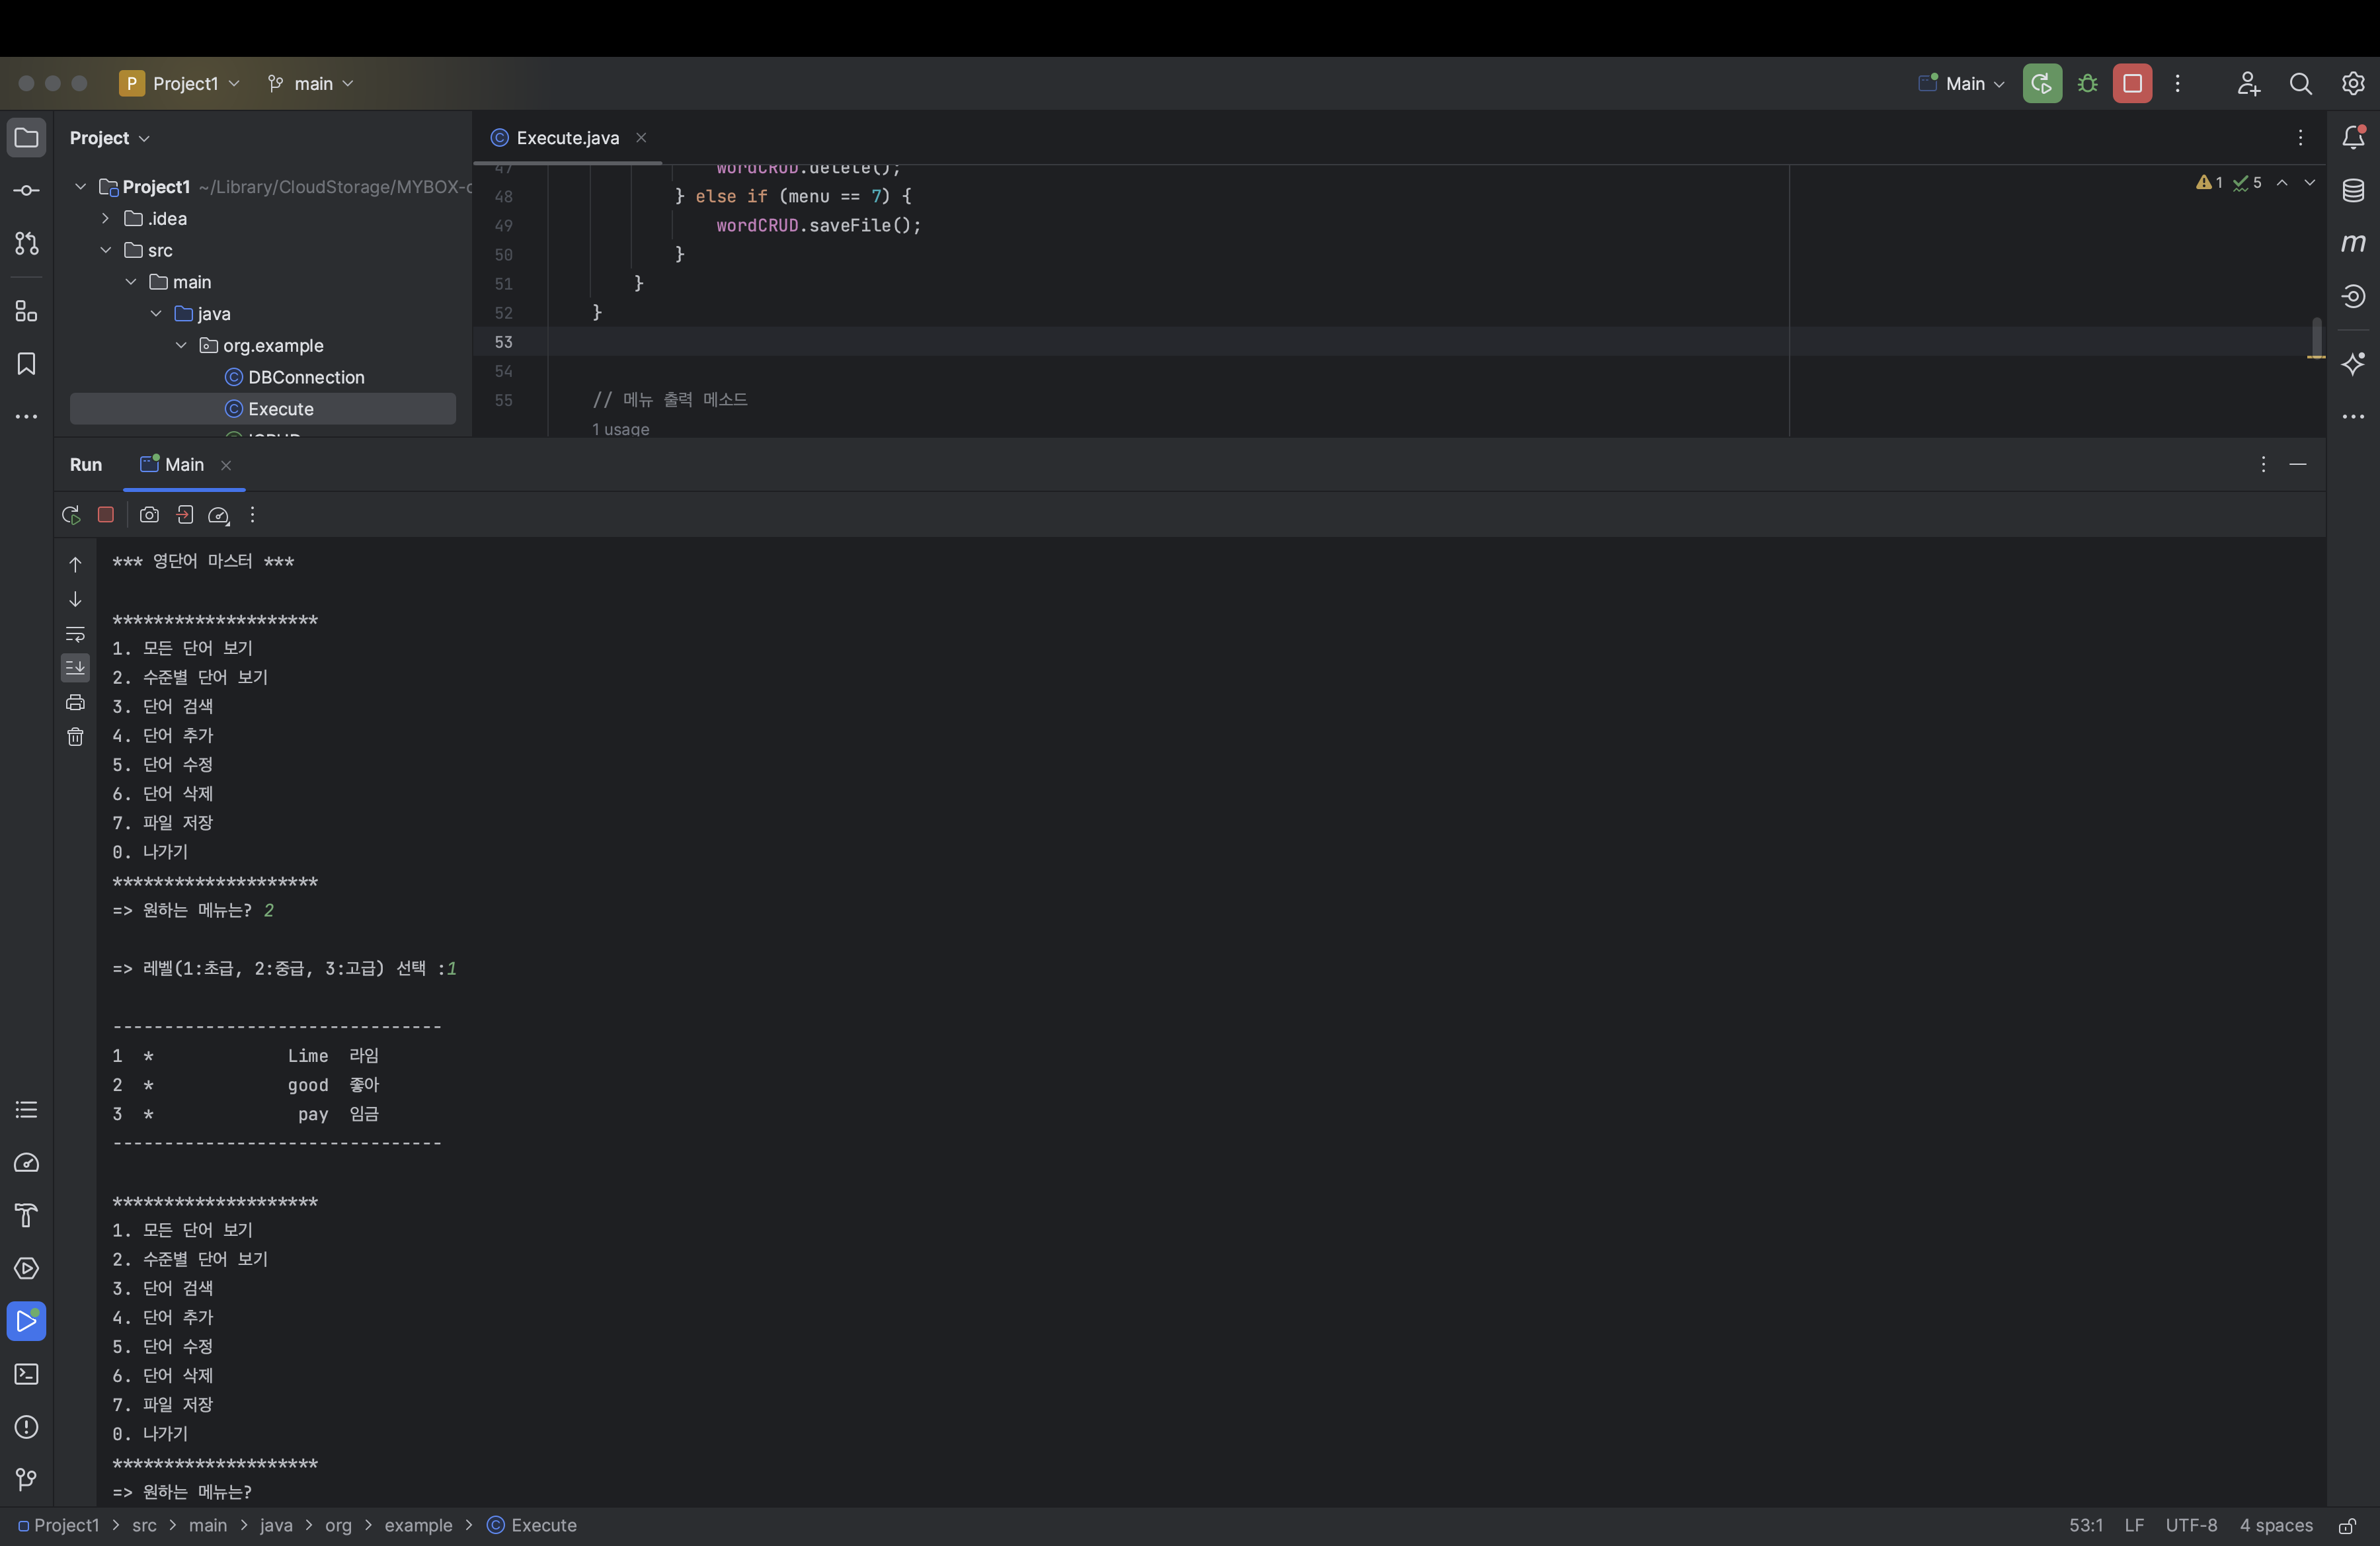 P Project1 main Main
Project
Execute.java
Project1 ~/Library/CloudStorage/MYBOX-
.idea
src
main
java
org.example
DBConnection
Execute
47 wordCRUD.delete();
48 } else if (menu == 7) {
49 wordCRUD.saveFile();
50 }
51 }
52 }
53
54
55 // 메뉴 출력 메소드
1 usage
1 5
Run Main
*** 영단어 마스터 ***
********************
1. 모든 단어 보기
2. 수준별 단어 보기
3. 단어 검색
4. 단어 추가
5. 단어 수정
6. 단어 삭제
7. 파일 저장
0. 나가기
********************
=> 원하는 메뉴는? 2
=> 레벨(1:초급, 2:중급, 3:고급) 선택 :1
--------------------------------
1 * Lime 라임
2 * good 좋아
3 * pay 임금
--------------------------------
********************
1. 모든 단어 보기
2. 수준별 단어 보기
3. 단어 검색
4. 단어 추가
5. 단어 수정
6. 단어 삭제
7. 파일 저장
0. 나가기
********************
=> 원하는 메뉴는?
Project1 > src > main > java > org > example > Execute 53:1 LF UTF-8 4 spaces